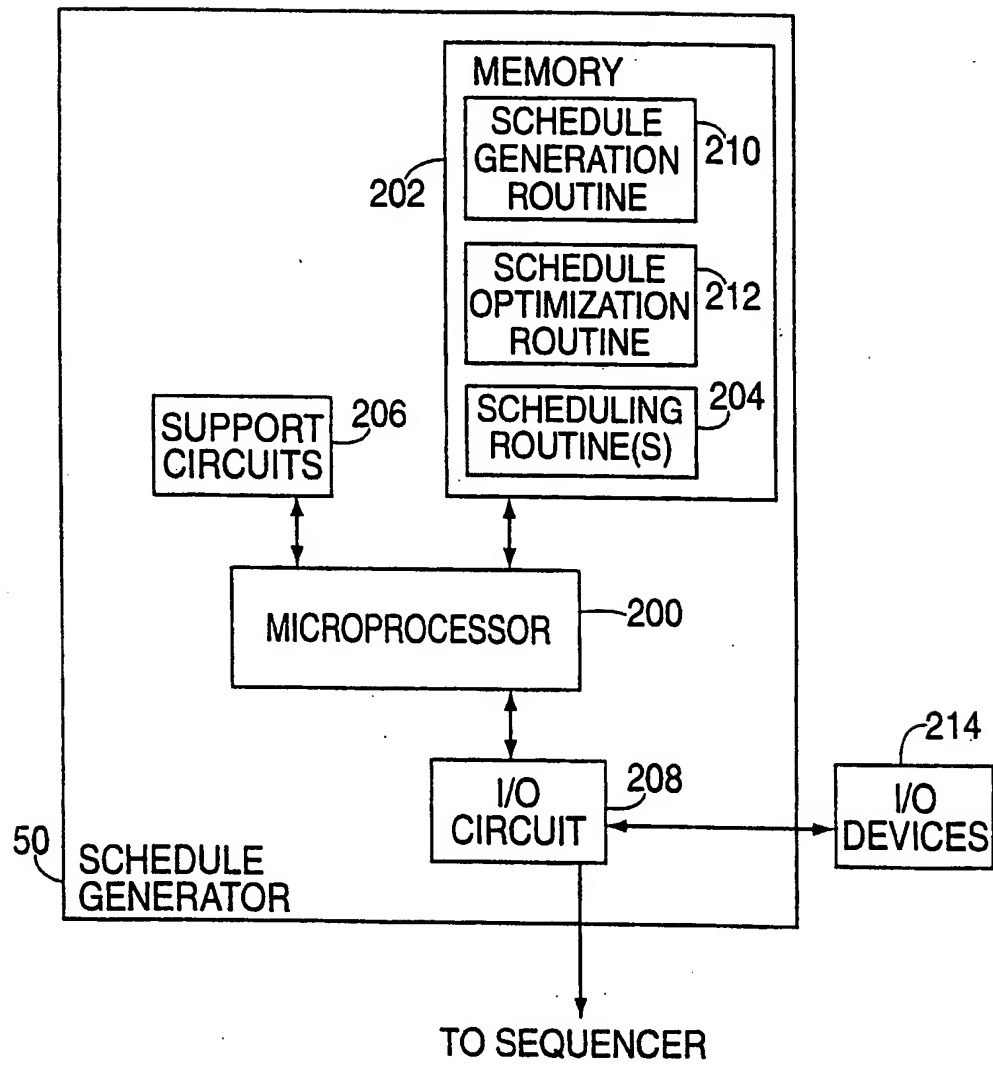 MEMORY
SCHEDULE
GENERATION
ROUTINE
210
202
SCHEDULE
OPTIMIZATION
ROUTINE
212
SCHEDULING
ROUTINE(S)
204
SUPPORT
CIRCUITS
206
MICROPROCESSOR
200
I/O
CIRCUIT
208
I/O
DEVICES
214
50
SCHEDULE
GENERATOR
TO SEQUENCER